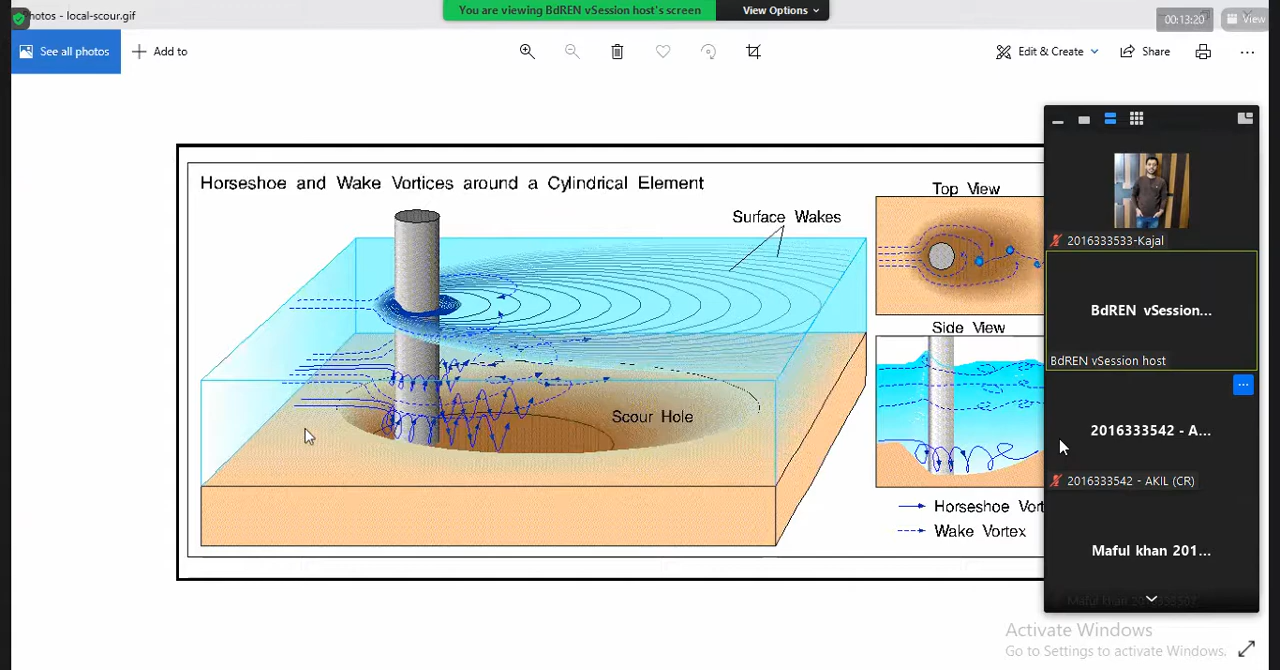 hotos - local-scour.gif
You are viewing BdREN vSession host's screen
View Options
00:13:20
View
See all photos
Add to
Edit & Create
Share
Horseshoe and Wake Vortices around a Cylindrical Element
Surface Wakes
Scour Hole
Top View
Side View
Horseshoe Vort
Wake Vortex
2016333533-Kajal
BdREN vSession...
BdREN vSession host
2016333542 - A...
2016333542 - AKIL (CR)
Maful khan 201...
Activate Windows
Go to Settings to activate Windows.